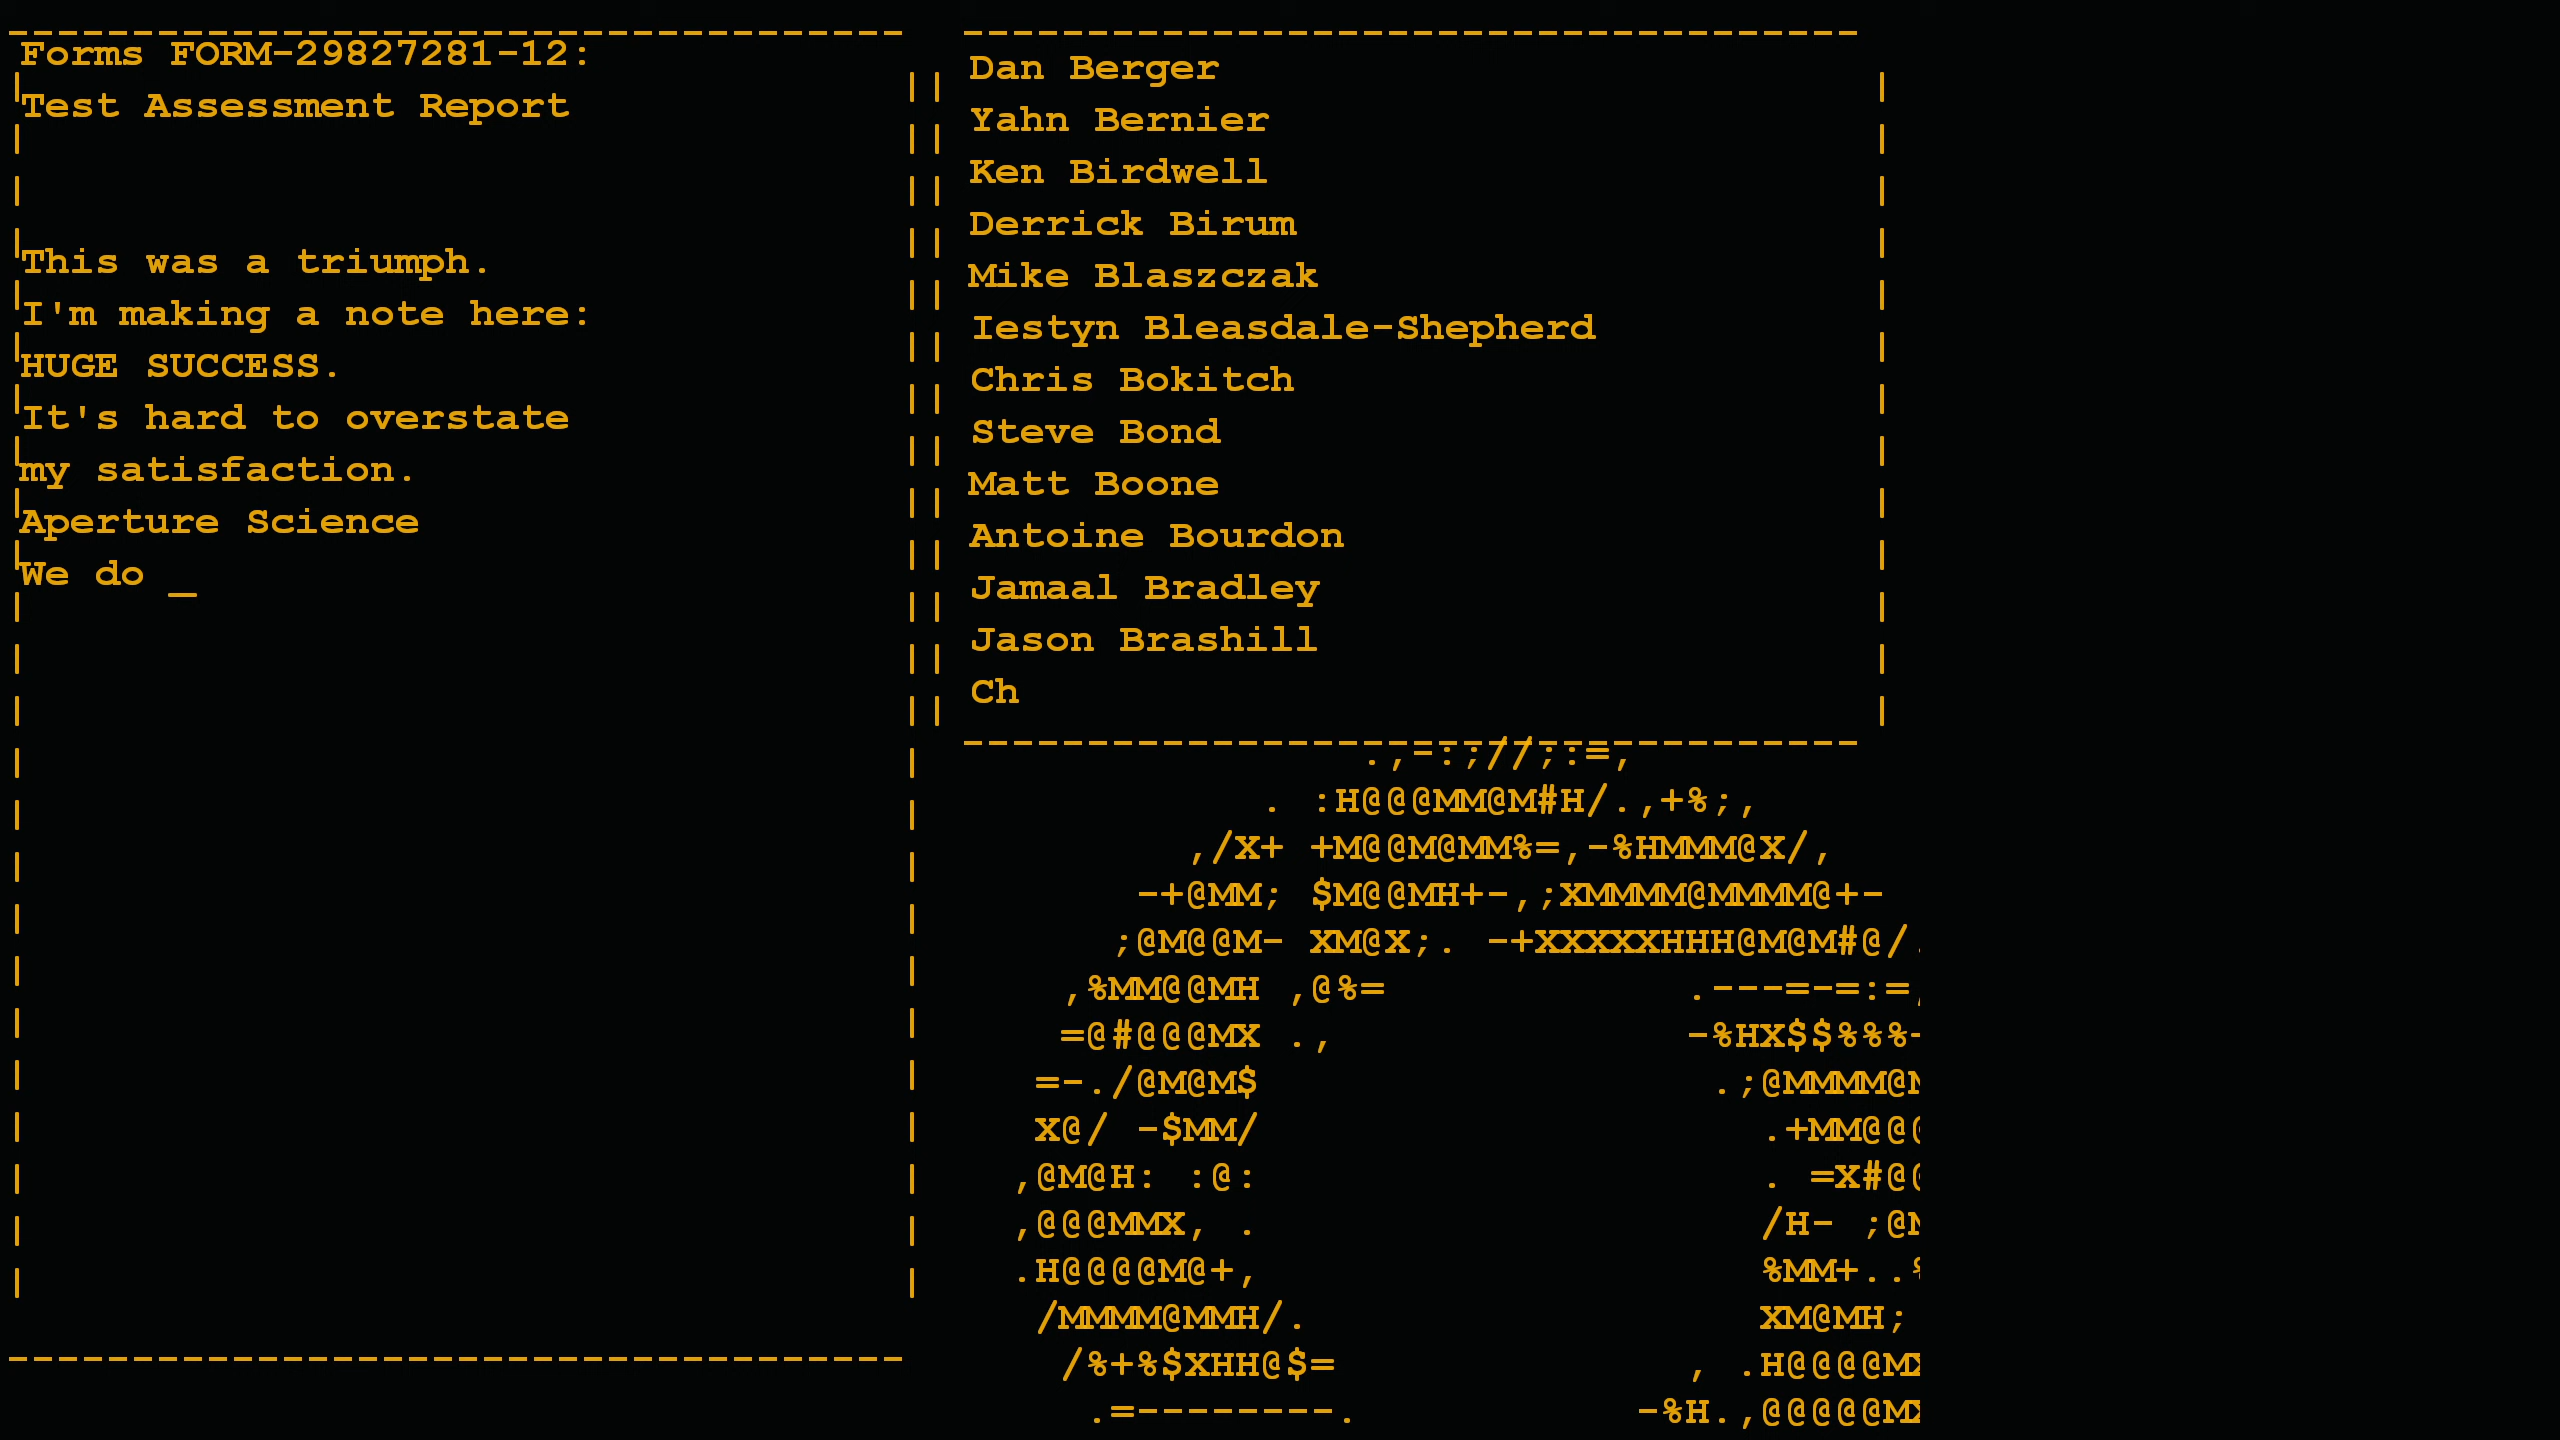 Forms FORM-29827281-12:
Test Assessment Report
This was a triumph.
I'm making a note here:
HUGE SUCCESS.
It's hard to overstate
my satisfaction.
Aperture Science
We do _
Dan Berger
Yahn Bernier
Ken Birdwell
Derrick Birum
Mike Blaszczak
Iestyn Bleasdale-Shepherd
Chris Bokitch
Steve Bond
Matt Boone
Antoine Bourdon
Jamaal Bradley
Jason Brashill
Ch